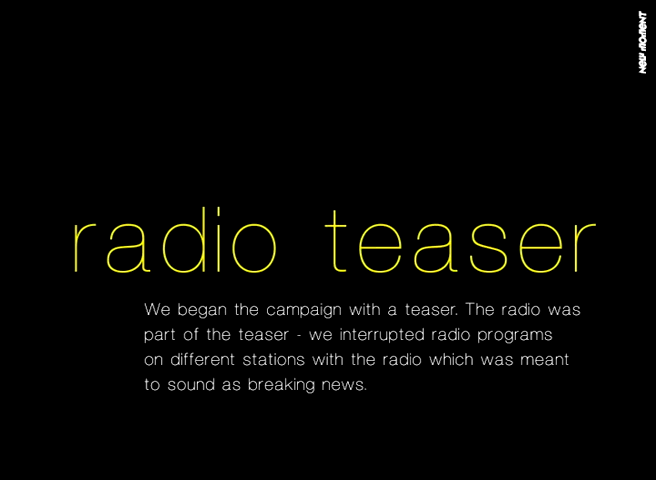 new moment
radio teaser
We began the campaign with a teaser. The radio was
part of the teaser - we interrupted radio programs
on different stations with the radio which was meant
to sound as breaking news.